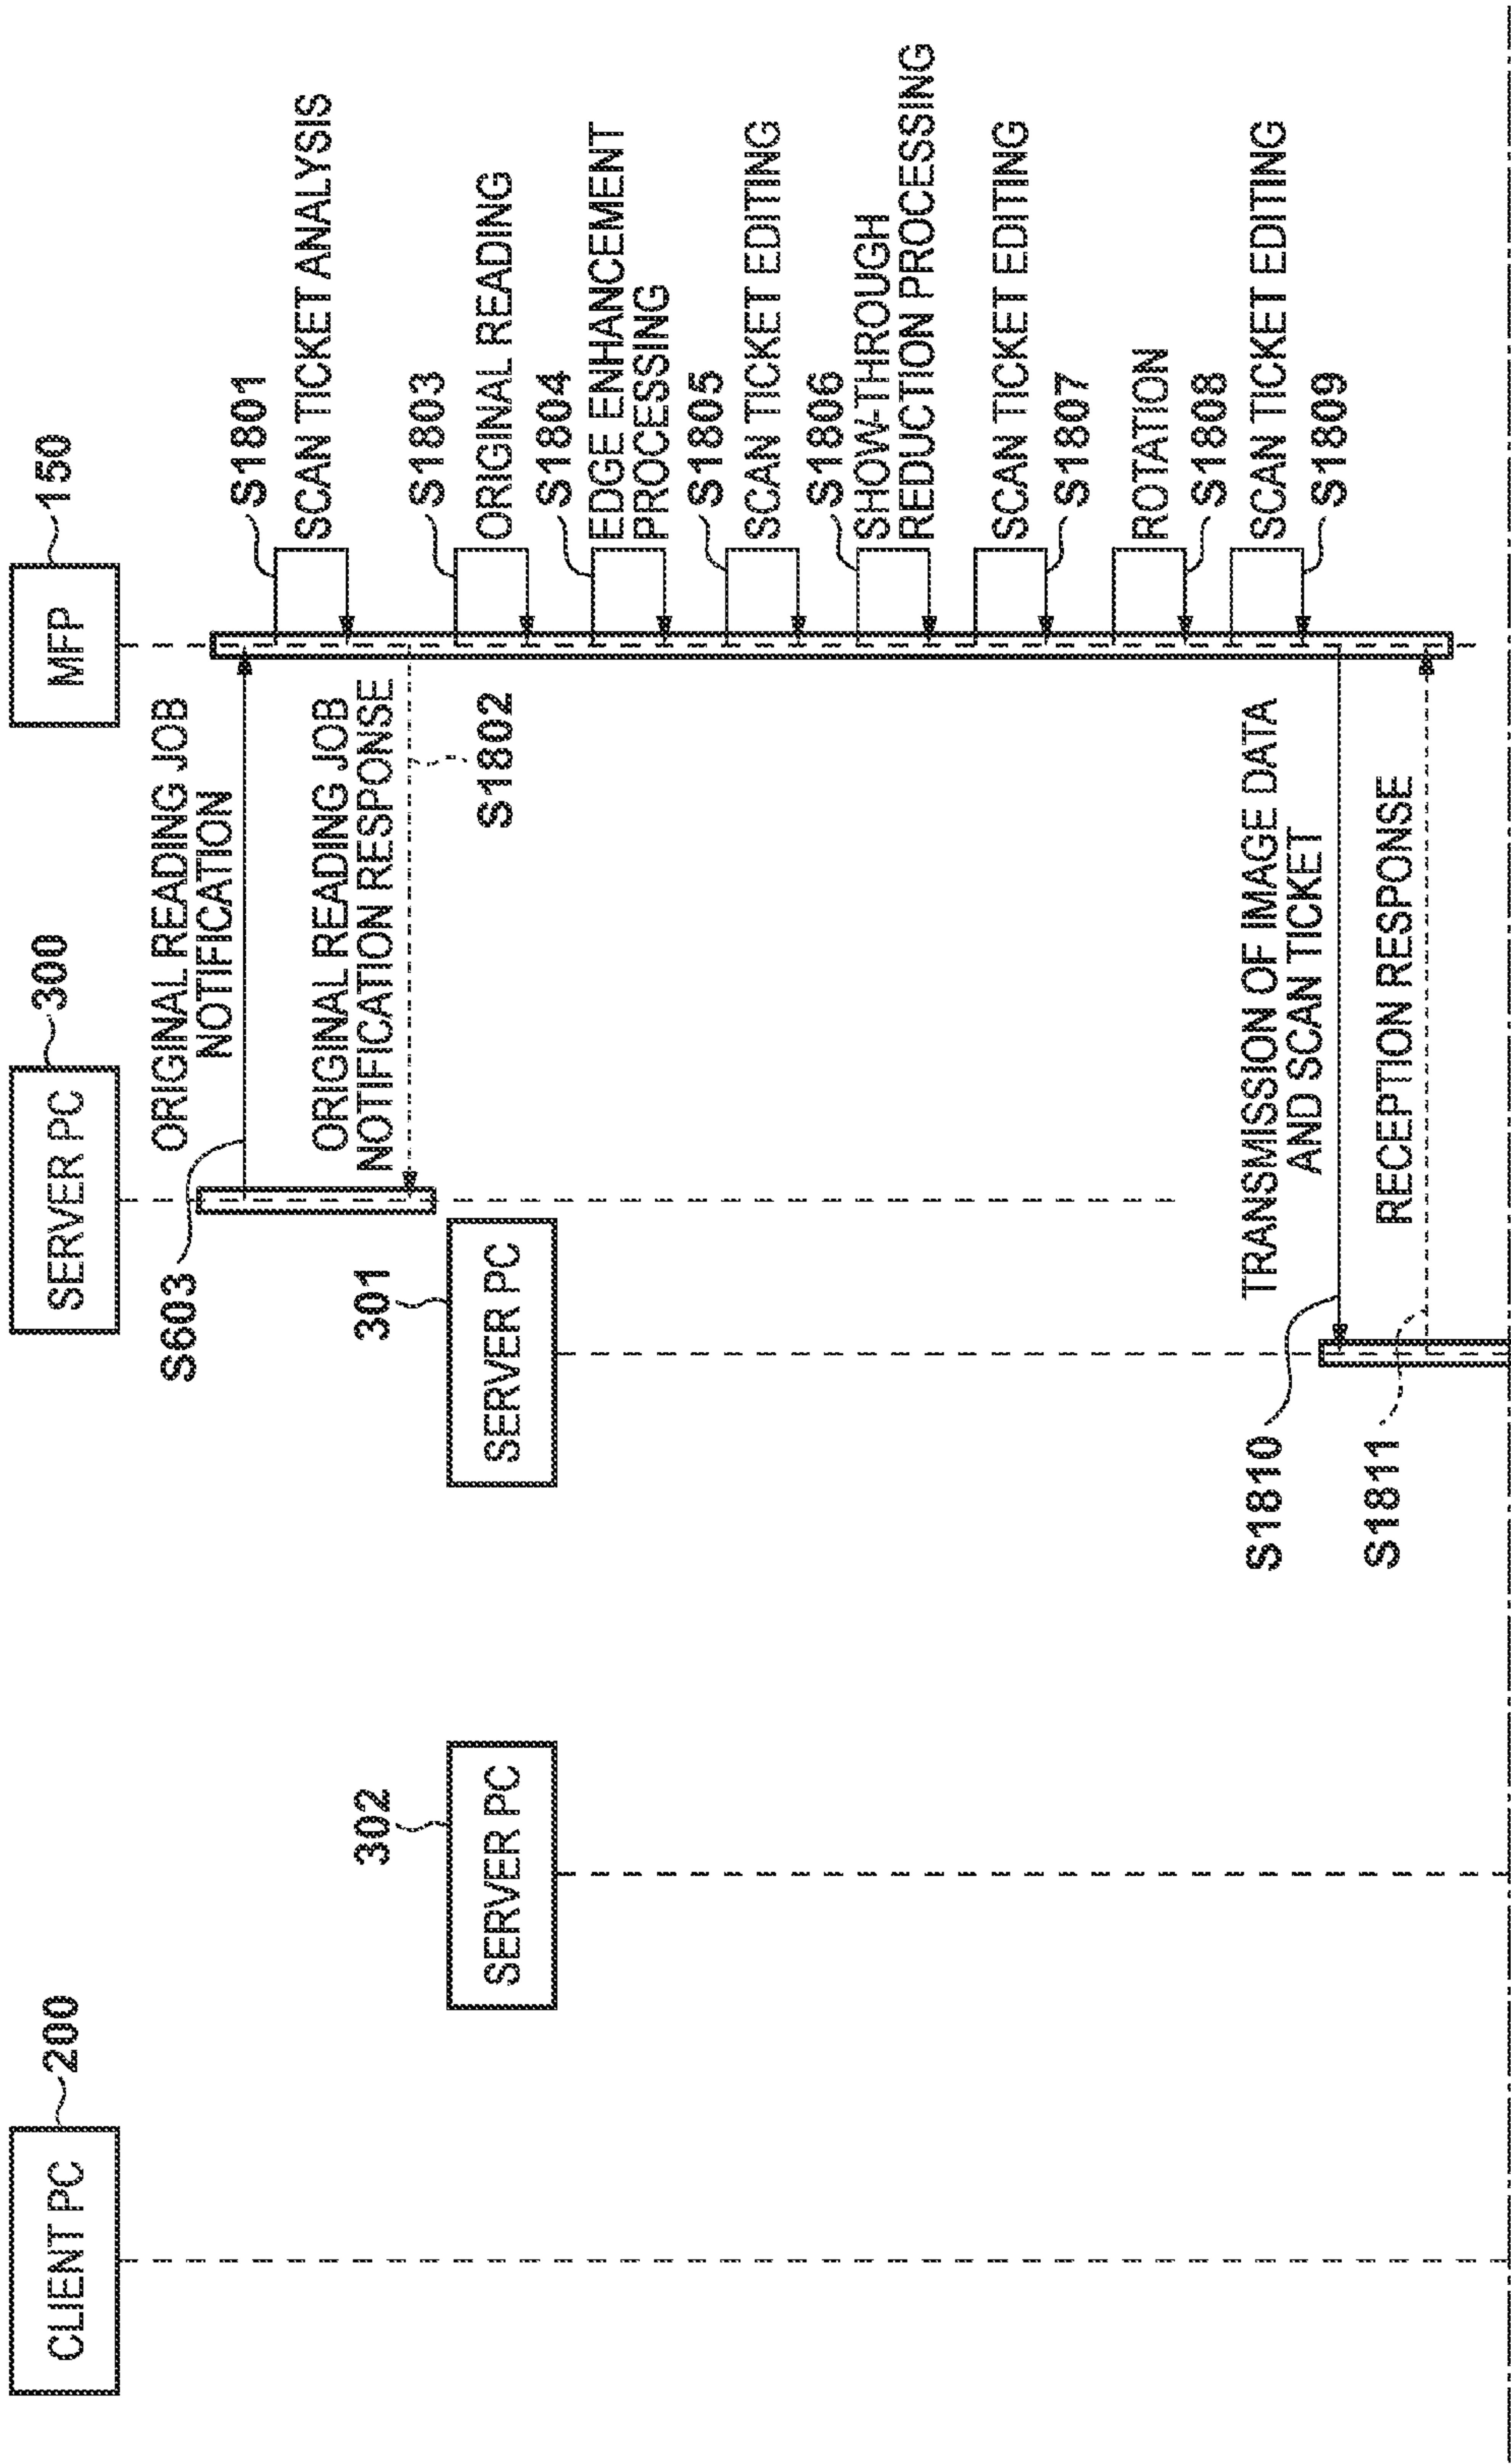 CLIENT PC
200
SERVER PC
302
SERVER PC
301
SERVER PC
300
MFP
150
S603
ORIGINAL READING JOB
NOTIFICATION
S1801
SCAN TICKET ANALYSIS
ORIGINAL READING JOB
NOTIFICATION RESPONSE
S1802
S1803
ORIGINAL READING
S1804
EDGE ENHANCEMENT
PROCESSING
S1805
SCAN TICKET EDITING
S1806
SHOW-THROUGH
REDUCTION PROCESSING
SCAN TICKET EDITING
S1807
ROTATION
S1808
SCAN TICKET EDITING
S1809
TRANSMISSION OF IMAGE DATA
AND SCAN TICKET
S1810
RECEPTION RESPONSE
S1811